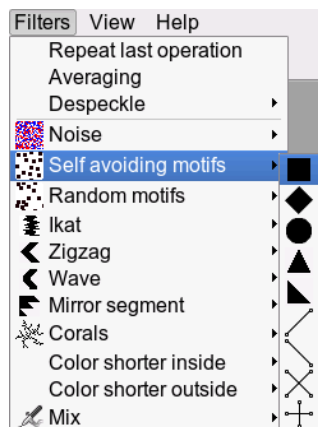 Filters View Help
Repeat last operation
Averaging
Despeckle
Noise
Self avoiding motifs
Random motifs
Ikat
Zigzag
Wave
Mirror segment
Corals
Color shorter inside
Color shorter outside
Mix